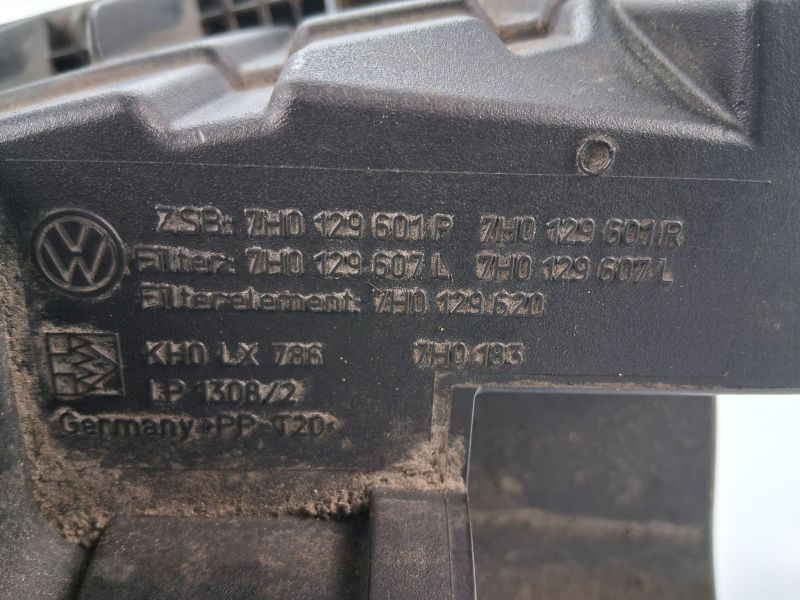 ZSB: 7H0 129 601 P 7H0 129 601 R
Filter: 7H0 129 607 L 7H0 129 607 L
Filterelement: 7H0 129 620
KH0 LX 786 7H0 183
LP 1308/2
Germany >PP-T20<